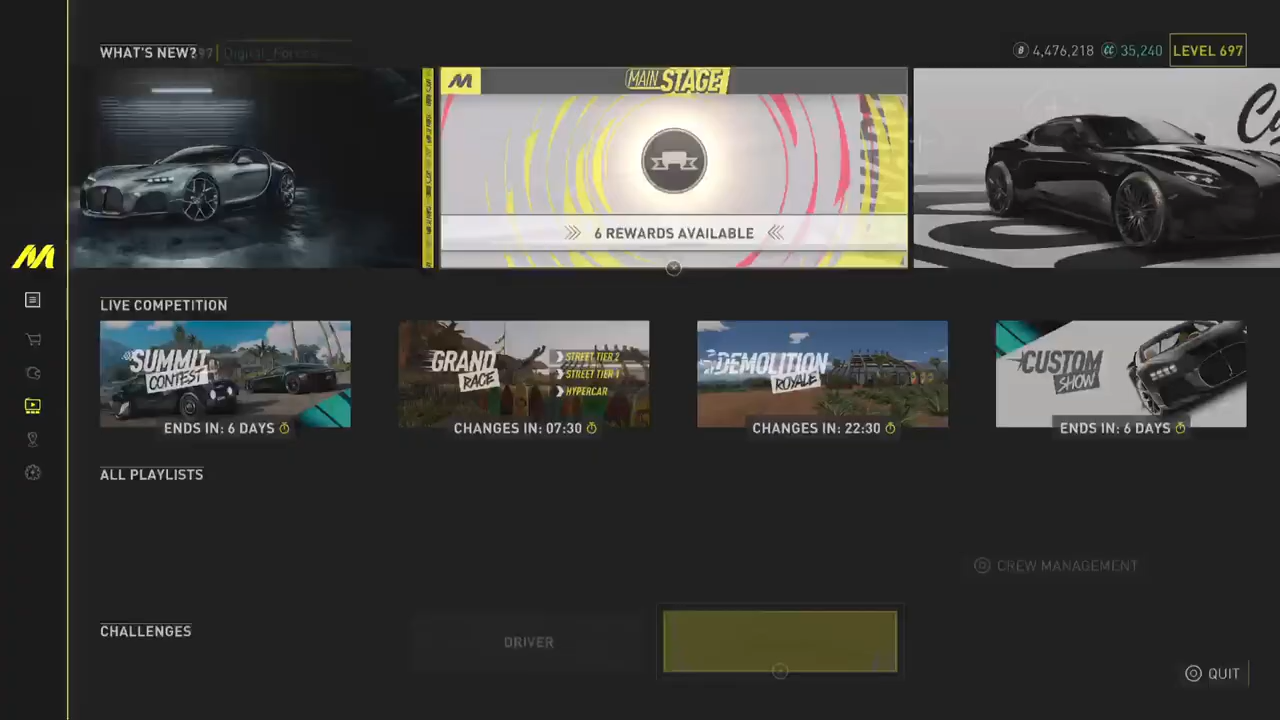 WHAT'S NEW?
4,476,218
35,240
LEVEL 697
MAIN STAGE
6 REWARDS AVAILABLE
LIVE COMPETITION
SUMMIT
CONTEST
ENDS IN: 6 DAYS
GRAND
RACE
STREET TIER 2
STREET TIER 1
HYPERCAR
CHANGES IN: 07:30
DEMOLITION
ROYALE
CHANGES IN: 22:30
CUSTOM
SHOW
ENDS IN: 6 DAYS
ALL PLAYLISTS
CREW MANAGEMENT
CHALLENGES
DRIVER
QUIT